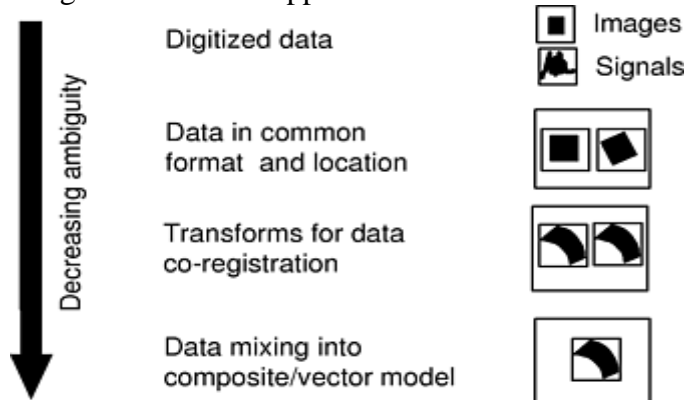 Digitized data
Images
Signals
Decreasing ambiguity
Data in common
format and location
Transforms for data
co-registration
Data mixing into
composite/vector model